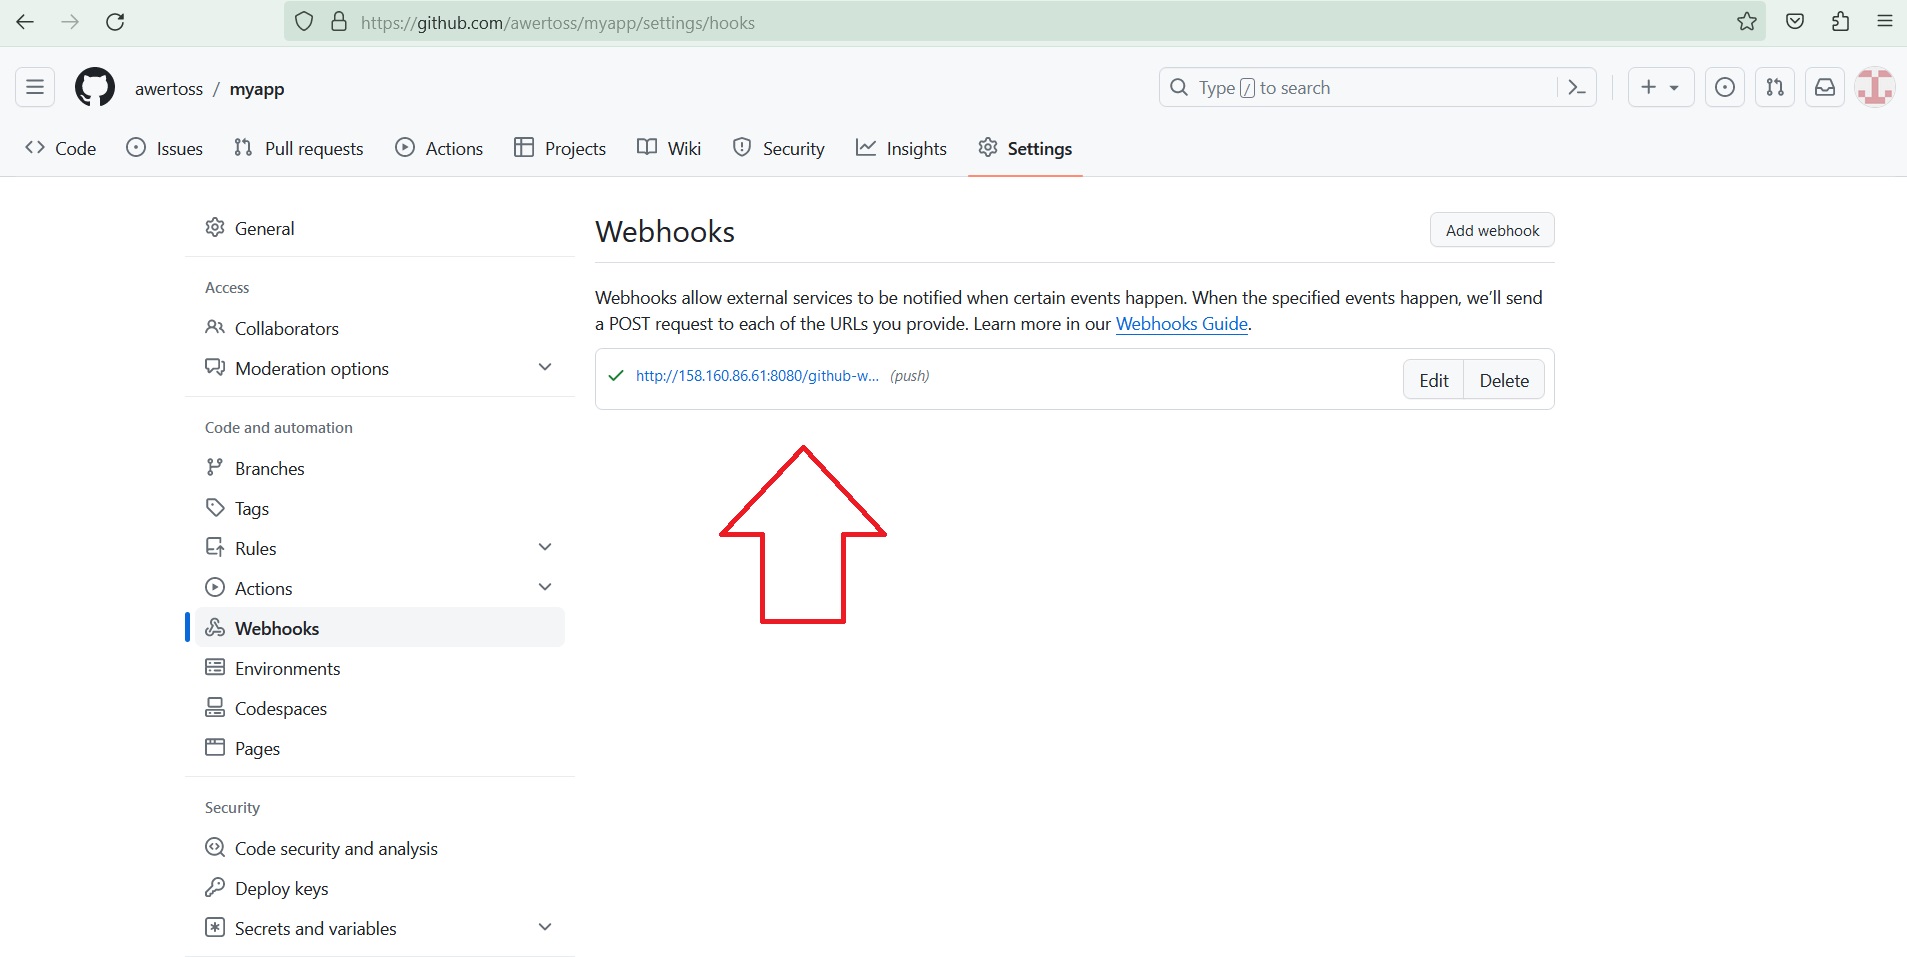 https://github.com/awertoss/myapp/settings/hooks
awertoss / myapp
Type / to search
Code Issues Pull requests Actions Projects Wiki Security Insights Settings
General
Access
Collaborators
Moderation options
Code and automation
Branches
Tags
Rules
Actions
Webhooks
Environments
Codespaces
Pages
Security
Code security and analysis
Deploy keys
Secrets and variables
Webhooks
Add webhook
Webhooks allow external services to be notified when certain events happen. When the specified events happen, we’ll send
a POST request to each of the URLs you provide. Learn more in our Webhooks Guide.
http://158.160.86.61:8080/github-w... (push)
Edit Delete